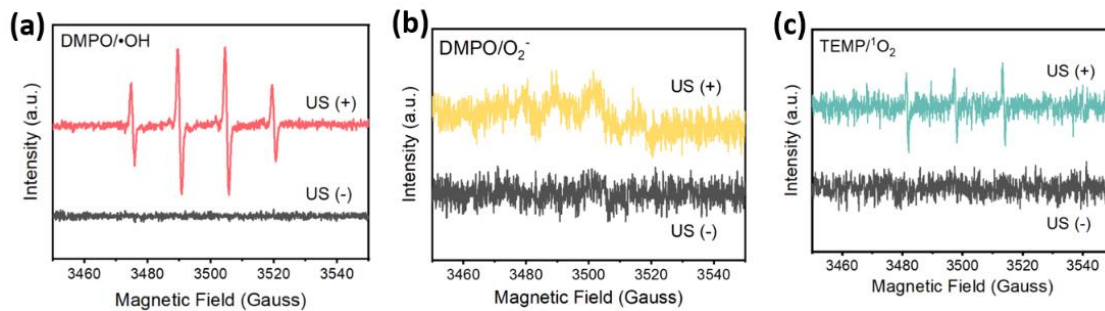 (a)
DMPO/•OH
US (+)
US (-)
Intensity (a.u.)
3460 3480 3500 3520 3540
Magnetic Field (Gauss)
(b)
DMPO/O₂⁻
US (+)
US (-)
Intensity (a.u.)
3460 3480 3500 3520 3540
Magnetic Field (Gauss)
(c)
TEMP/¹O₂
US (+)
US (-)
Intensity (a.u.)
3460 3480 3500 3520 3540
Magnetic Field (Gauss)